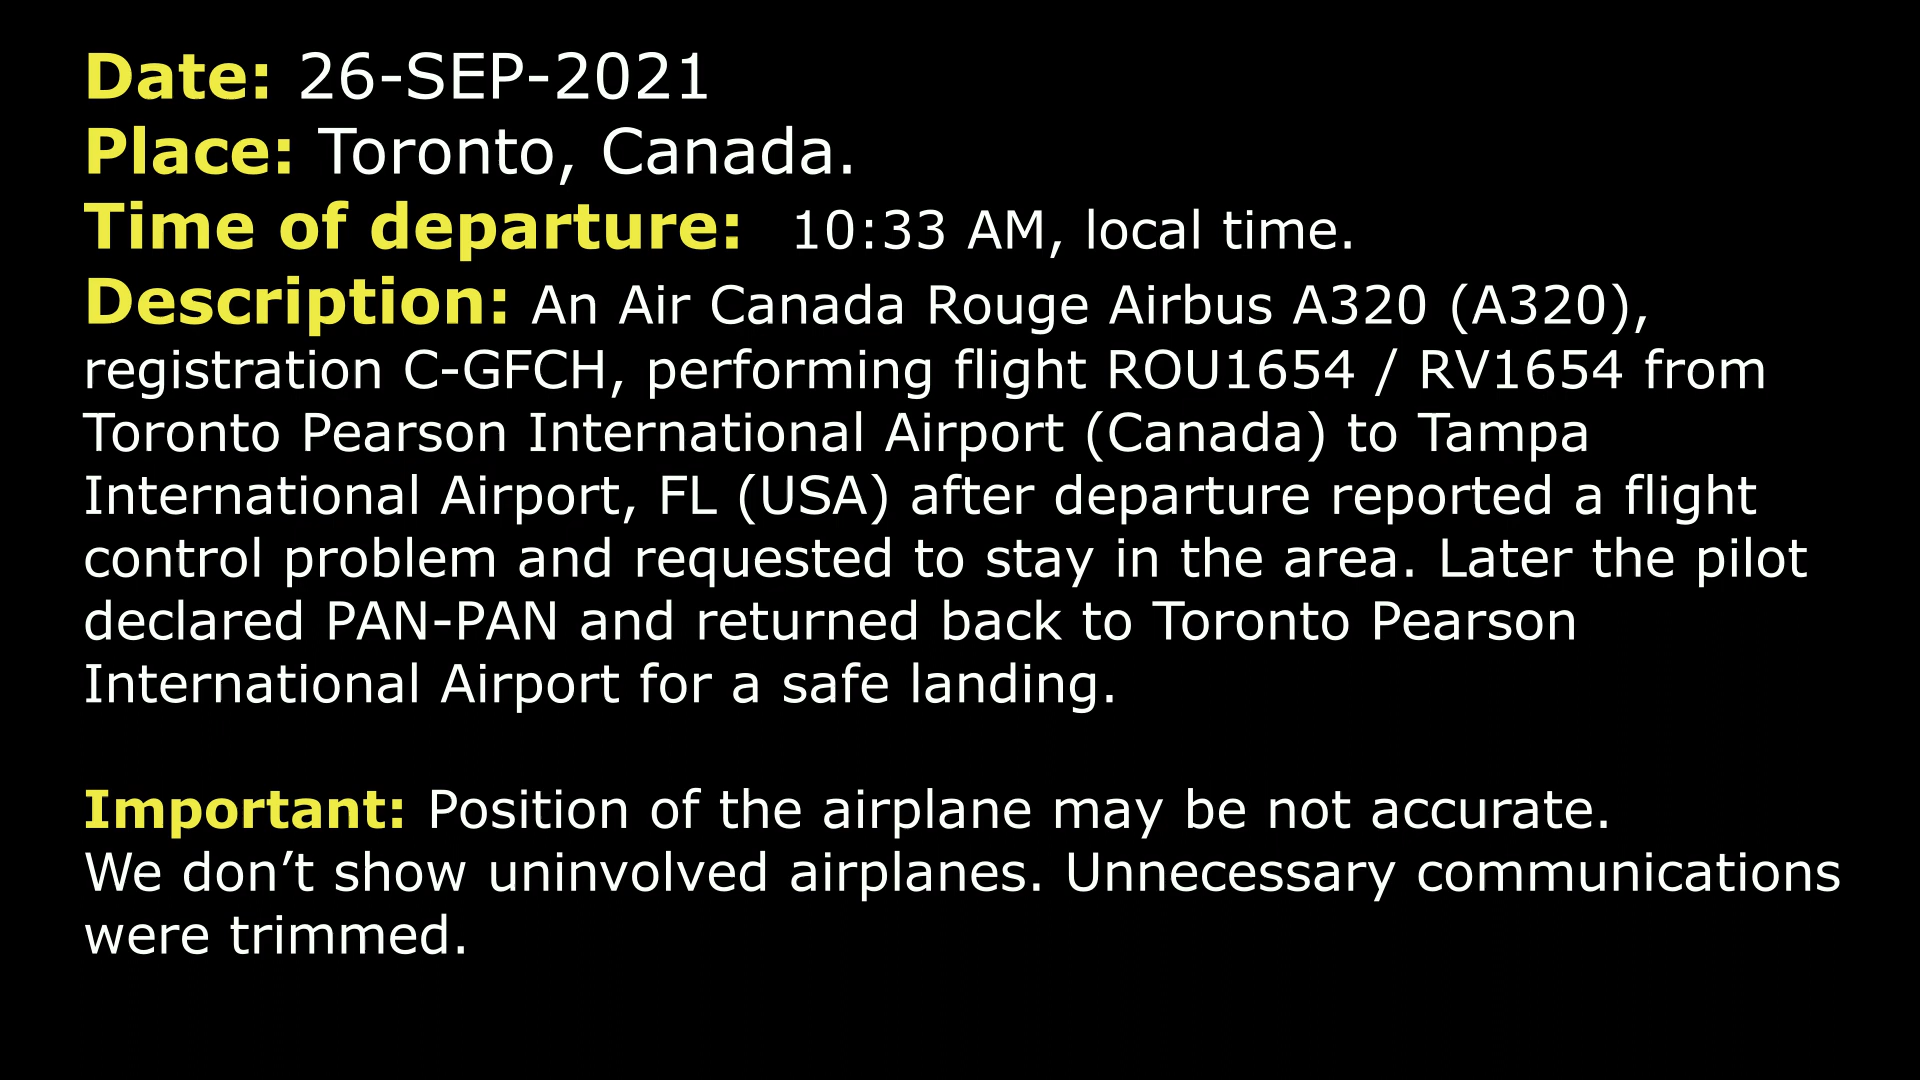 Date: 26-SEP-2021
Place: Toronto, Canada.
Time of departure: 10:33 AM, local time.
Description: An Air Canada Rouge Airbus A320 (A320),
registration C-GFCH, performing flight ROU1654 / RV1654 from
Toronto Pearson International Airport (Canada) to Tampa
International Airport, FL (USA) after departure reported a flight
control problem and requested to stay in the area. Later the pilot
declared PAN-PAN and returned back to Toronto Pearson
International Airport for a safe landing.
Important: Position of the airplane may be not accurate.
We don’t show uninvolved airplanes. Unnecessary communications
were trimmed.